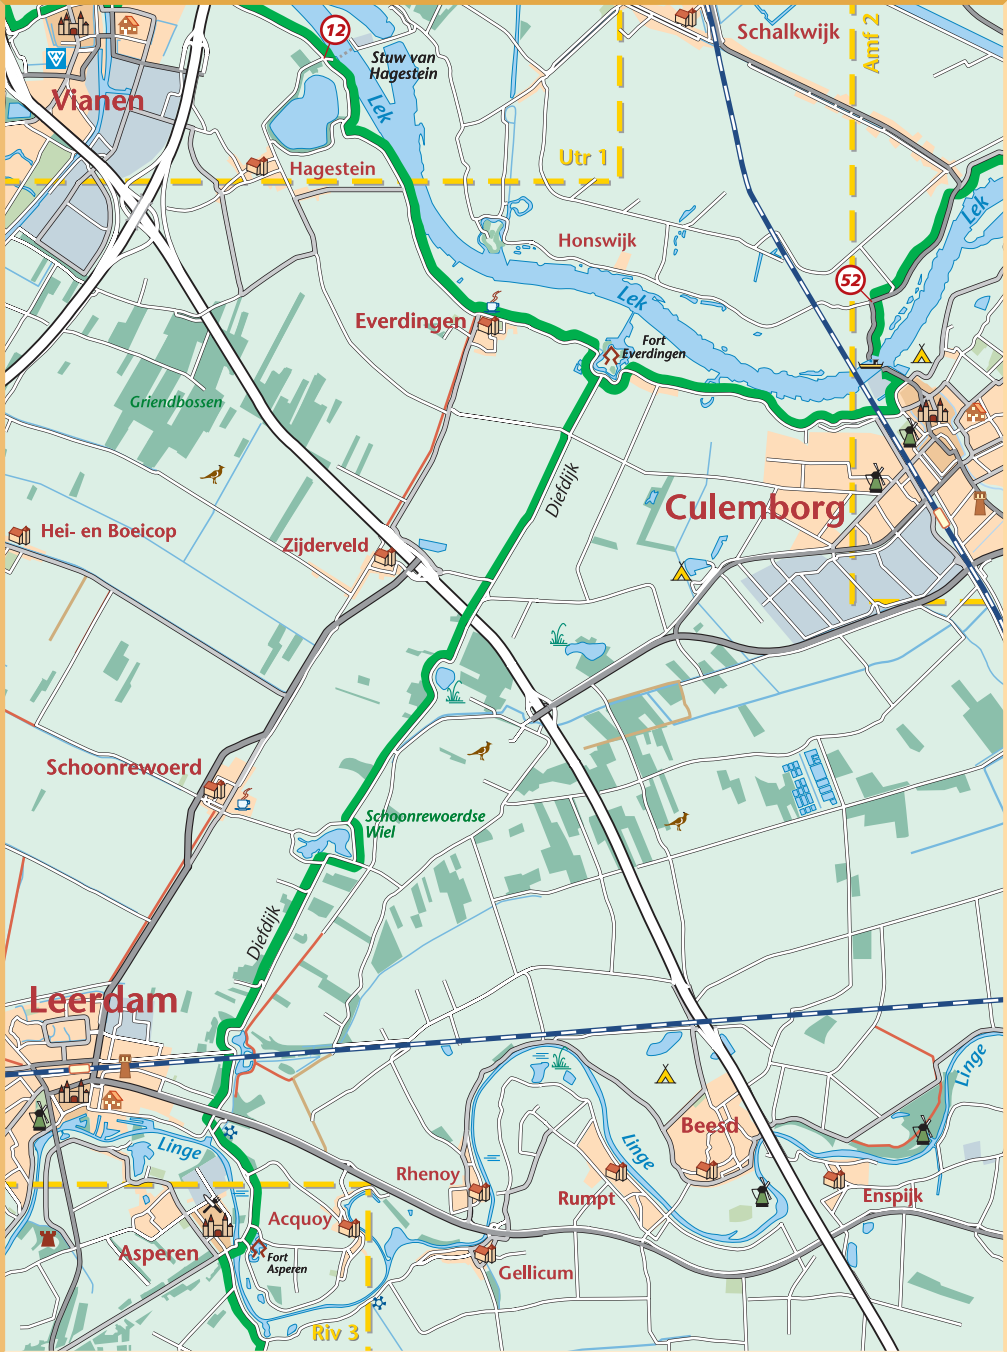 12
Schalkwijk
Amf 2
Stuw van
Hagestein
Vianen
Lek
Utr 1
Hagestein
Lek
Honswijk
52
Lek
Everdingen
Fort
Everdingen
Griendbossen
Diefdijk
Culemborg
Hei- en Boeicop
Zijderveld
Schoonrewoerd
Schoonrewoerdse
Wiel
Diefdijk
Leerdam
Linge
Beesd
Linge
Linge
Rhenoy
Rumpt
Enspijk
Acquoy
Asperen
Fort
Asperen
Gellicum
Riv 3